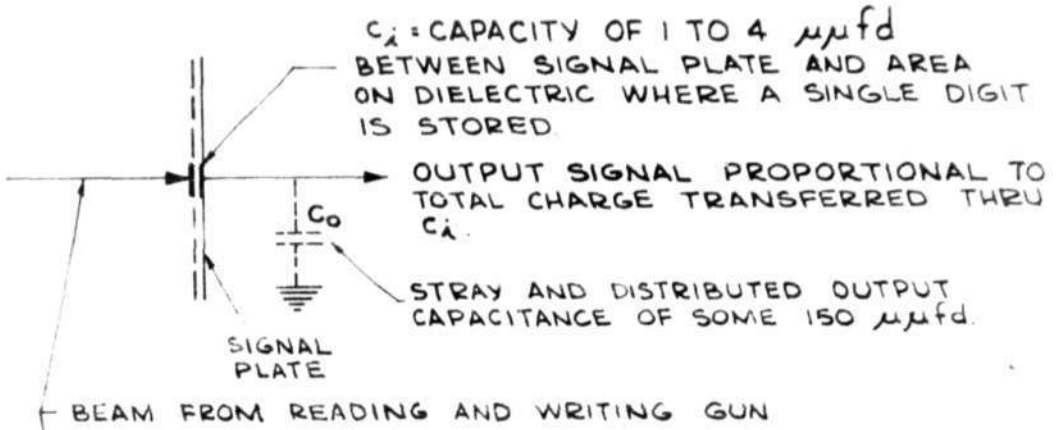 Ci = CAPACITY OF 1 TO 4 μμfd
BETWEEN SIGNAL PLATE AND AREA
ON DIELECTRIC WHERE A SINGLE DIGIT
IS STORED.
OUTPUT SIGNAL PROPORTIONAL TO
TOTAL CHARGE TRANSFERRED THRU
Ci.
Co
STRAY AND DISTRIBUTED OUTPUT
CAPACITANCE OF SOME 150 μμfd.
SIGNAL
PLATE
BEAM FROM READING AND WRITING GUN